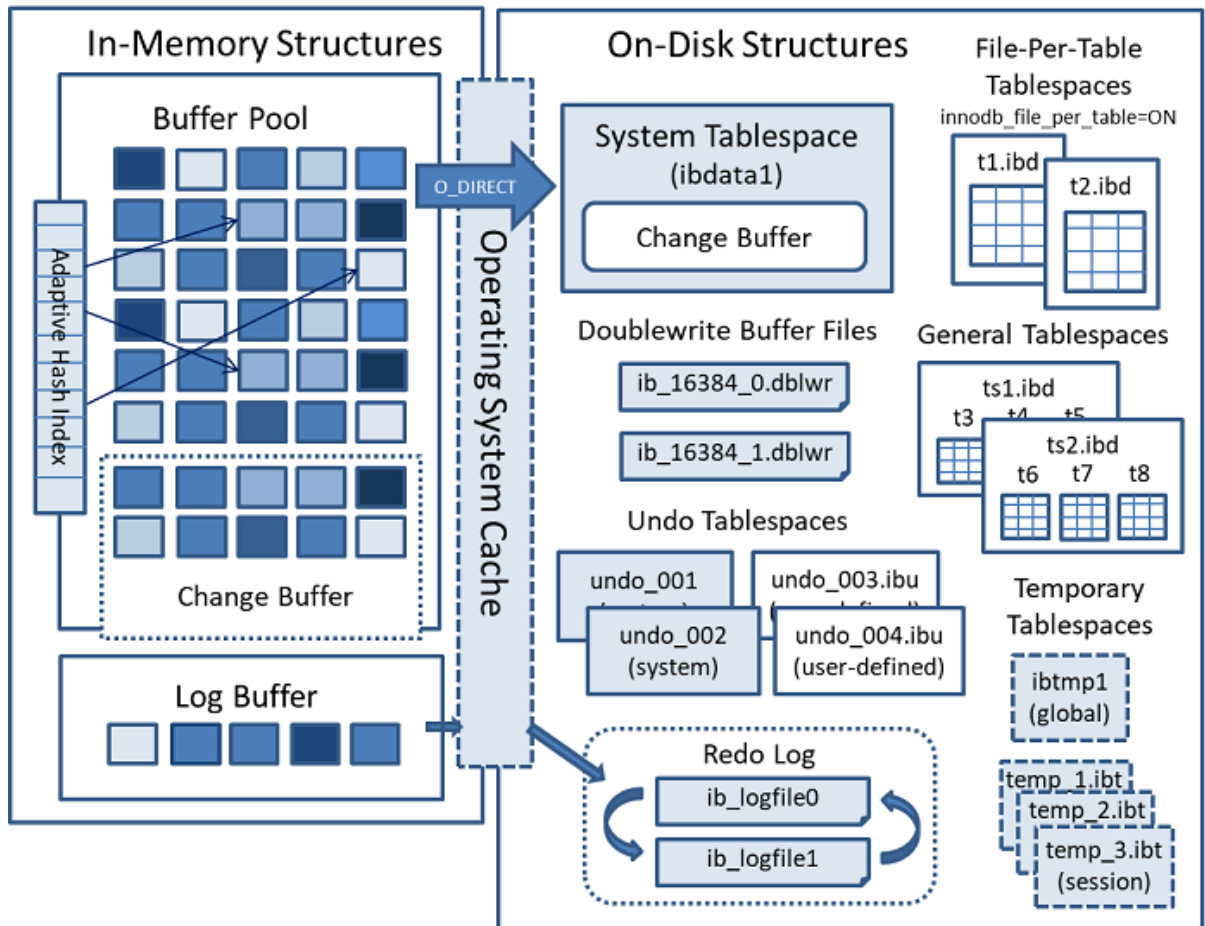 In-Memory Structures
Buffer Pool
Adaptive Hash Index
Change Buffer
Log Buffer
Operating System Cache
O_DIRECT
On-Disk Structures
System Tablespace
(ibdata1)
Change Buffer
Doublewrite Buffer Files
ib_16384_0.dblwr
ib_16384_1.dblwr
Undo Tablespaces
undo_001
undo_002
(system)
undo_003.ibu
undo_004.ibu
(user-defined)
Redo Log
ib_logfile0
ib_logfile1
File-Per-Table
Tablespaces
innodb_file_per_table=ON
t1.ibd
t2.ibd
General Tablespaces
ts1.ibd
t3 t4 t5
ts2.ibd
t6 t7 t8
Temporary
Tablespaces
ibtmp1
(global)
temp_1.ibt
temp_2.ibt
temp_3.ibt
(session)